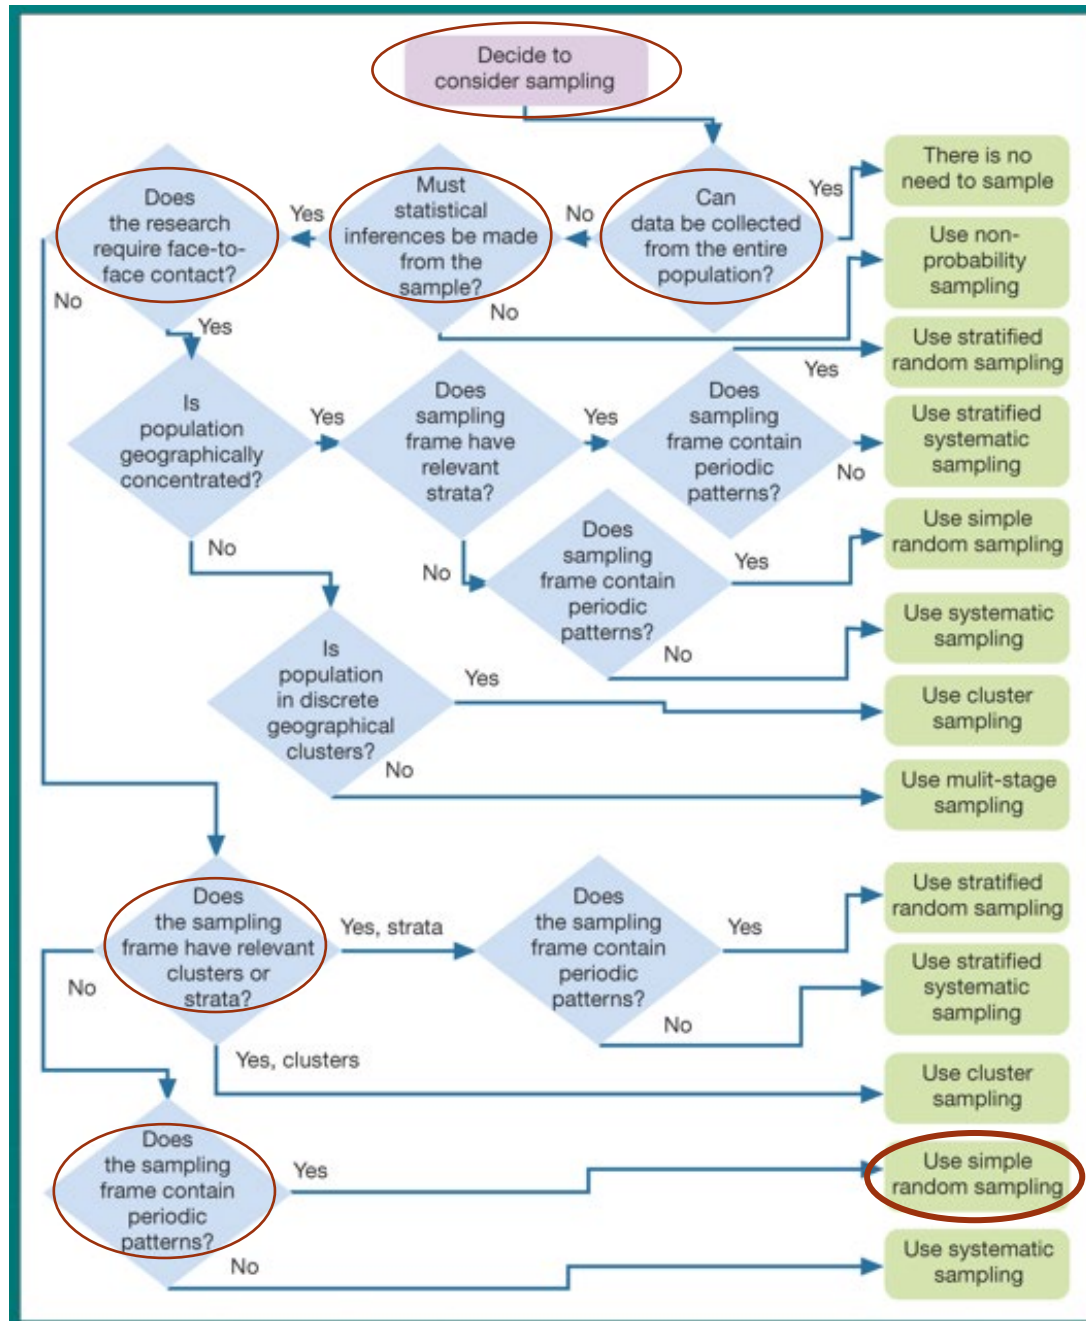 Decide to
consider sampling
Does
the research
require face-to-
face contact?
Yes
Must
statistical
inferences be made
from the
sample?
No
Can
data be collected
from the entire
population?
Yes
There is no
need to sample
No
Use non-
probability
sampling
No
Yes
Use stratified
random sampling
Yes
Is
population
geographically
concentrated?
Yes
Does
sampling
frame have
relevant
strata?
Yes
Does
sampling
frame contain
periodic
patterns?
No
Use stratified
systematic
sampling
No
No
Does
sampling
frame contain
periodic
patterns?
Yes
Use simple
random sampling
No
Use systematic
sampling
Is
population
in discrete
geographical
clusters?
Yes
Use cluster
sampling
No
Use mulit-stage
sampling
Does
the sampling
frame have relevant
clusters or
strata?
Yes, strata
Does
the sampling
frame contain
periodic
patterns?
Yes
Use stratified
random sampling
No
Use stratified
systematic
sampling
No
Yes, clusters
Use cluster
sampling
Does
the sampling
frame contain
periodic
patterns?
Yes
Use simple
random sampling
No
Use systematic
sampling